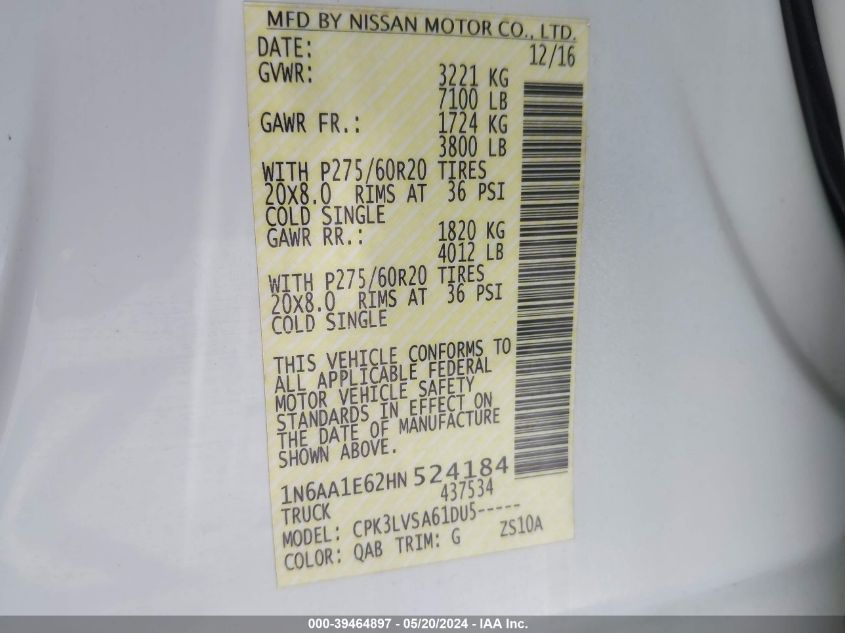 MFD BY NISSAN MOTOR CO., LTD.
DATE: 12/16
GVWR: 3221 KG
7100 LB
GAWR FR.: 1724 KG
3800 LB
WITH P275/60R20 TIRES
20X8.0 RIMS AT 36 PSI
COLD SINGLE
GAWR RR.: 1820 KG
4012 LB
WITH P275/60R20 TIRES
20X8.0 RIMS AT 36 PSI
COLD SINGLE
THIS VEHICLE CONFORMS TO
ALL APPLICABLE FEDERAL
MOTOR VEHICLE SAFETY
STANDARDS IN EFFECT ON
THE DATE OF MANUFACTURE
SHOWN ABOVE.
1N6AA1E62HN524184
437534
TRUCK
MODEL: CPK3LVSA61DU5-----
COLOR: QAB TRIM: G ZS10A
000-39464897 - 05/20/2024 - IAA Inc.